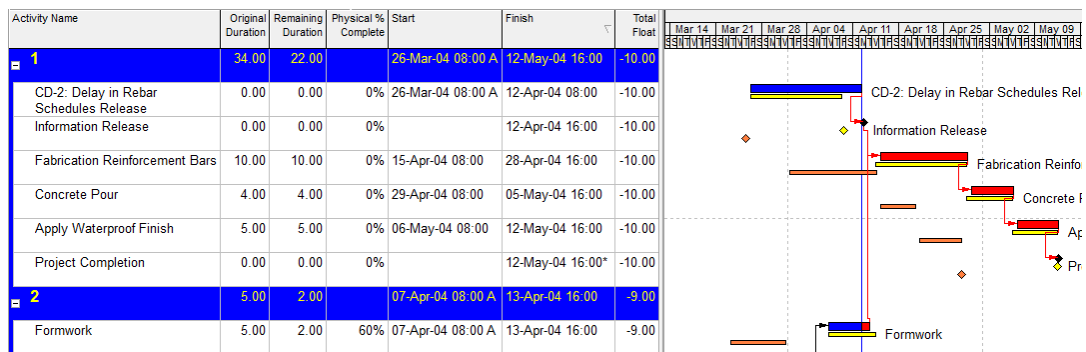 Activity Name Original Duration Remaining Duration Physical % Complete Start Finish Total Float
Mar 14 Mar 21 Mar 28 Apr 04 Apr 11 Apr 18 Apr 25 May 02 May 09
1 34.00 22.00 26-Mar-04 08:00 A 12-May-04 16:00 -10.00
CD-2: Delay in Rebar Schedules Release 0.00 0.00 0% 26-Mar-04 08:00 A 12-Apr-04 08:00 -10.00 CD-2: Delay in Rebar Schedules Rel
Information Release 0.00 0.00 0% 12-Apr-04 16:00 -10.00 Information Release
Fabrication Reinforcement Bars 10.00 10.00 0% 15-Apr-04 08:00 28-Apr-04 16:00 -10.00 Fabrication Reinfo
Concrete Pour 4.00 4.00 0% 29-Apr-04 08:00 05-May-04 16:00 -10.00 Concrete P
Apply Waterproof Finish 5.00 5.00 0% 06-May-04 08:00 12-May-04 16:00 -10.00 Ap
Project Completion 0.00 0.00 0% 12-May-04 16:00* -10.00 Pr
2 5.00 2.00 07-Apr-04 08:00 A 13-Apr-04 16:00 -9.00
Formwork 5.00 2.00 60% 07-Apr-04 08:00 A 13-Apr-04 16:00 -9.00 Formwork